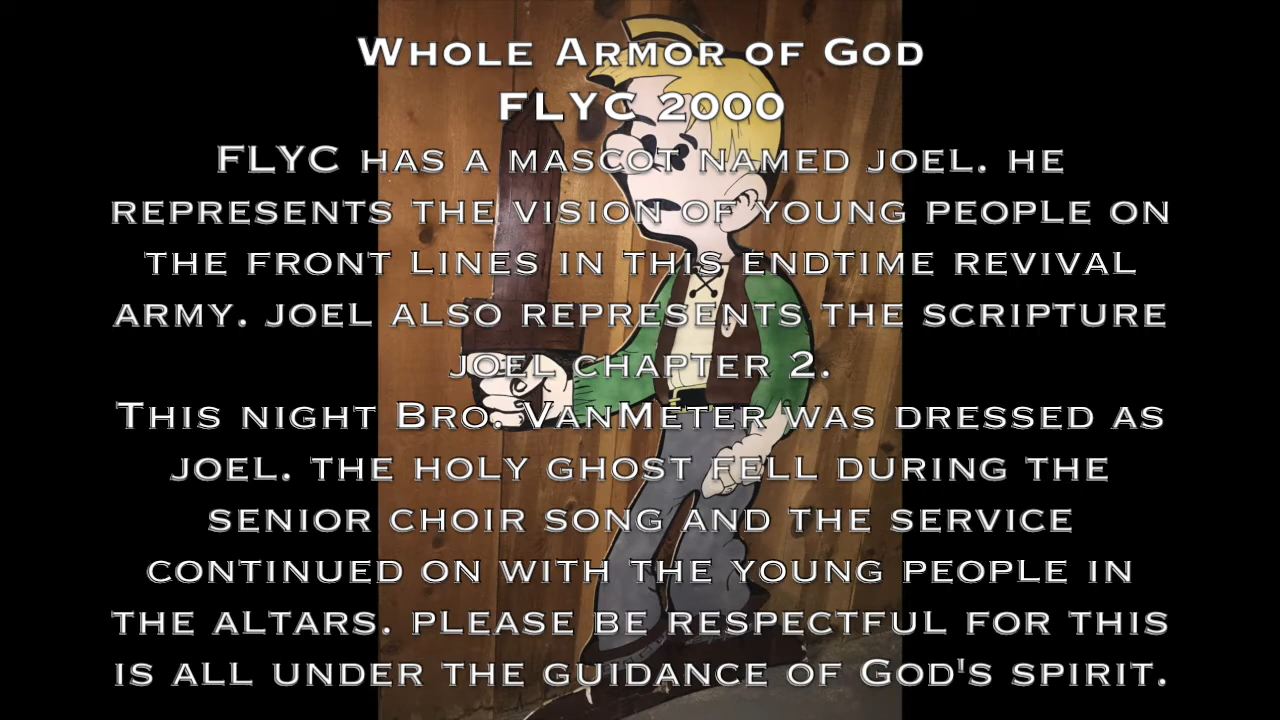 Whole Armor of God
FLYC 2000
FLYC has a mascot named Joel. He
represents the vision of young people on
the front lines in this endtime revival
army. Joel also represents the scripture
Joel chapter 2.
This night Bro. VanMeter was dressed as
Joel. The Holy Ghost fell during the
senior choir song and the service
continued on with the young people in
the altars. Please be respectful for this
is all under the guidance of God's spirit.